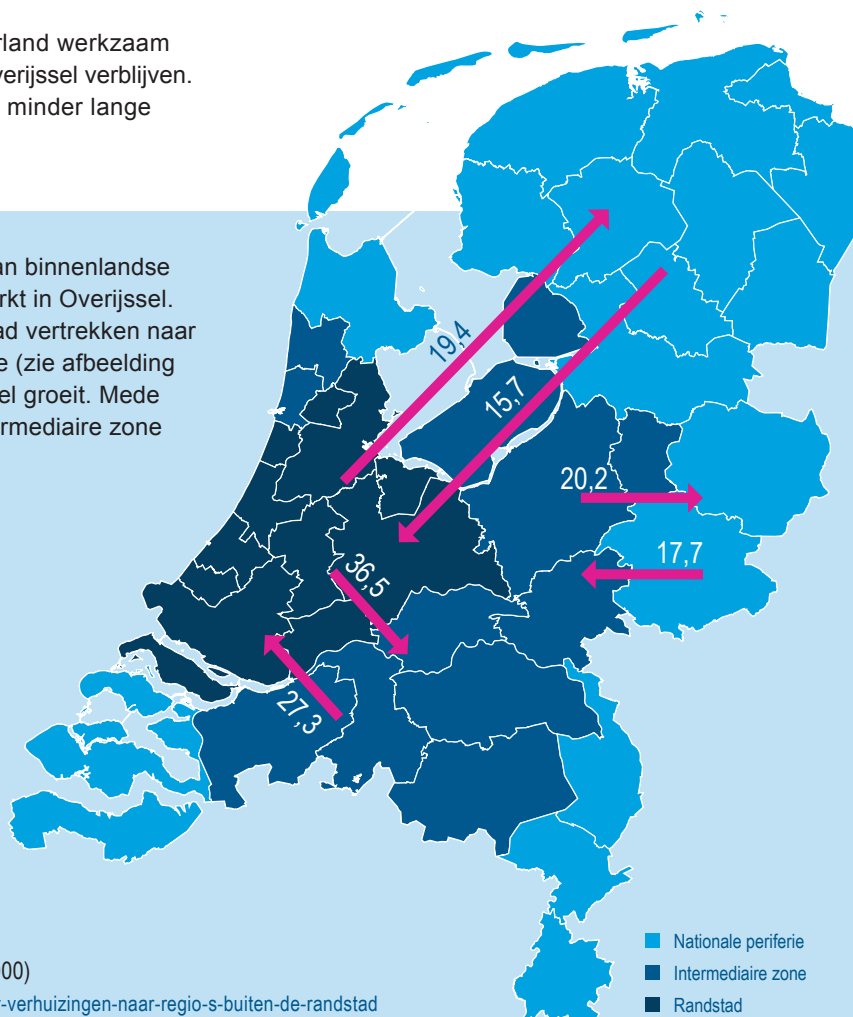 rland werkzaam
verijssel verblijven.
minder lange
an binnenlandse
rkt in Overijssel.
ad vertrekken naar
e (zie afbeelding
el groeit. Mede
ermediaire zone
19,4
15,7
20,2
17,7
36,5
27,3
Nationale periferie
Intermediaire zone
Randstad
000)
r-verhuizingen-naar-regio-s-buiten-de-randstad